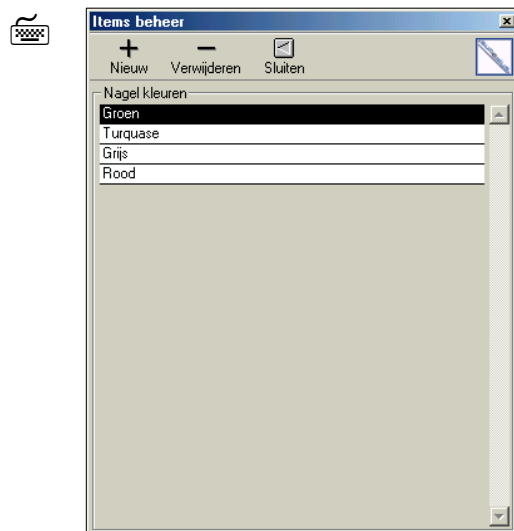 Items beheer
Nieuw Verwijderen Sluiten
Nagel kleuren
Groen
Turquase
Grijs
Rood